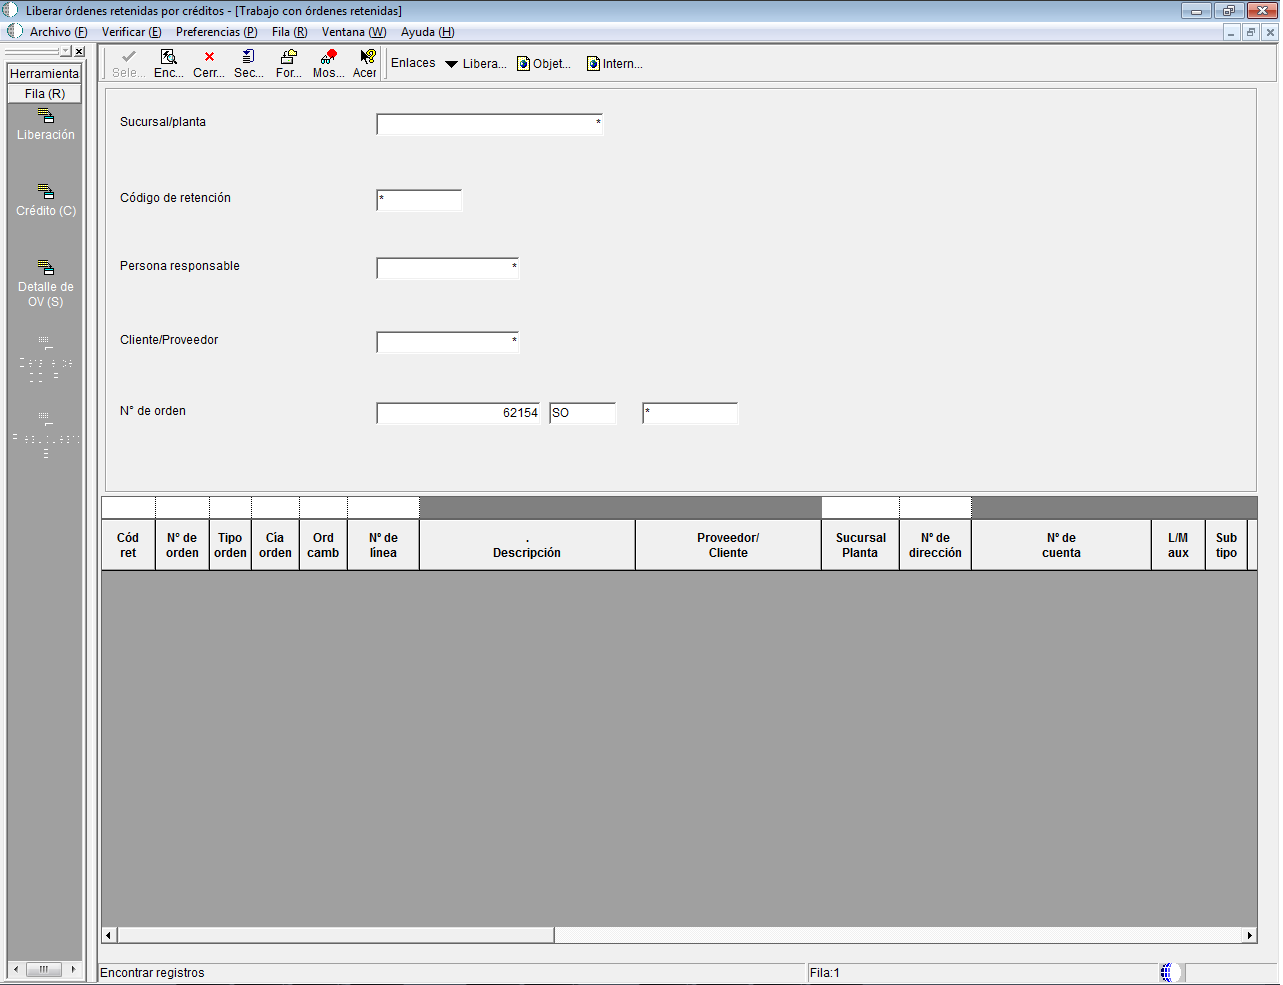 Liberar órdenes retenidas por créditos - [Trabajo con órdenes retenidas]
Archivo (F) Verificar (E) Preferencias (P) Fila (R) Ventana (W) Ayuda (H)
Sele... Enc... Cerr... Sec... For... Mos... Acer Enlaces Libera... Objet... Intern...
Herramienta
Fila (R)
Liberación
Crédito (C)
Detalle de
OV (S)
Sucursal/planta *
Código de retención *
Persona responsable *
Cliente/Proveedor *
N° de orden 62154 SO *
Cód ret
N° de orden
Tipo orden
Cía orden
Ord camb
Nº de línea
. Descripción
Proveedor/ Cliente
Sucursal Planta
Nº de dirección
Nº de cuenta
L/M aux
Sub tipo
Encontrar registros Fila:1